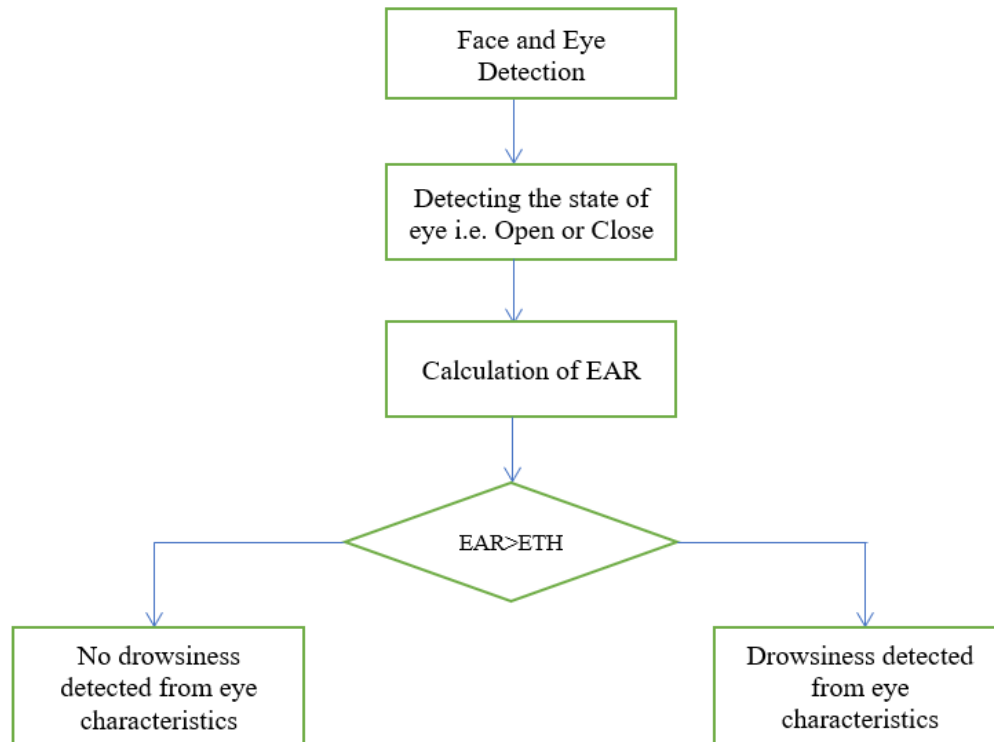 Face and Eye
Detection
Detecting the state of
eye i.e. Open or Close
Calculation of EAR
EAR>ETH
No drowsiness
detected from eye
characteristics
Drowsiness detected
from eye
characteristics